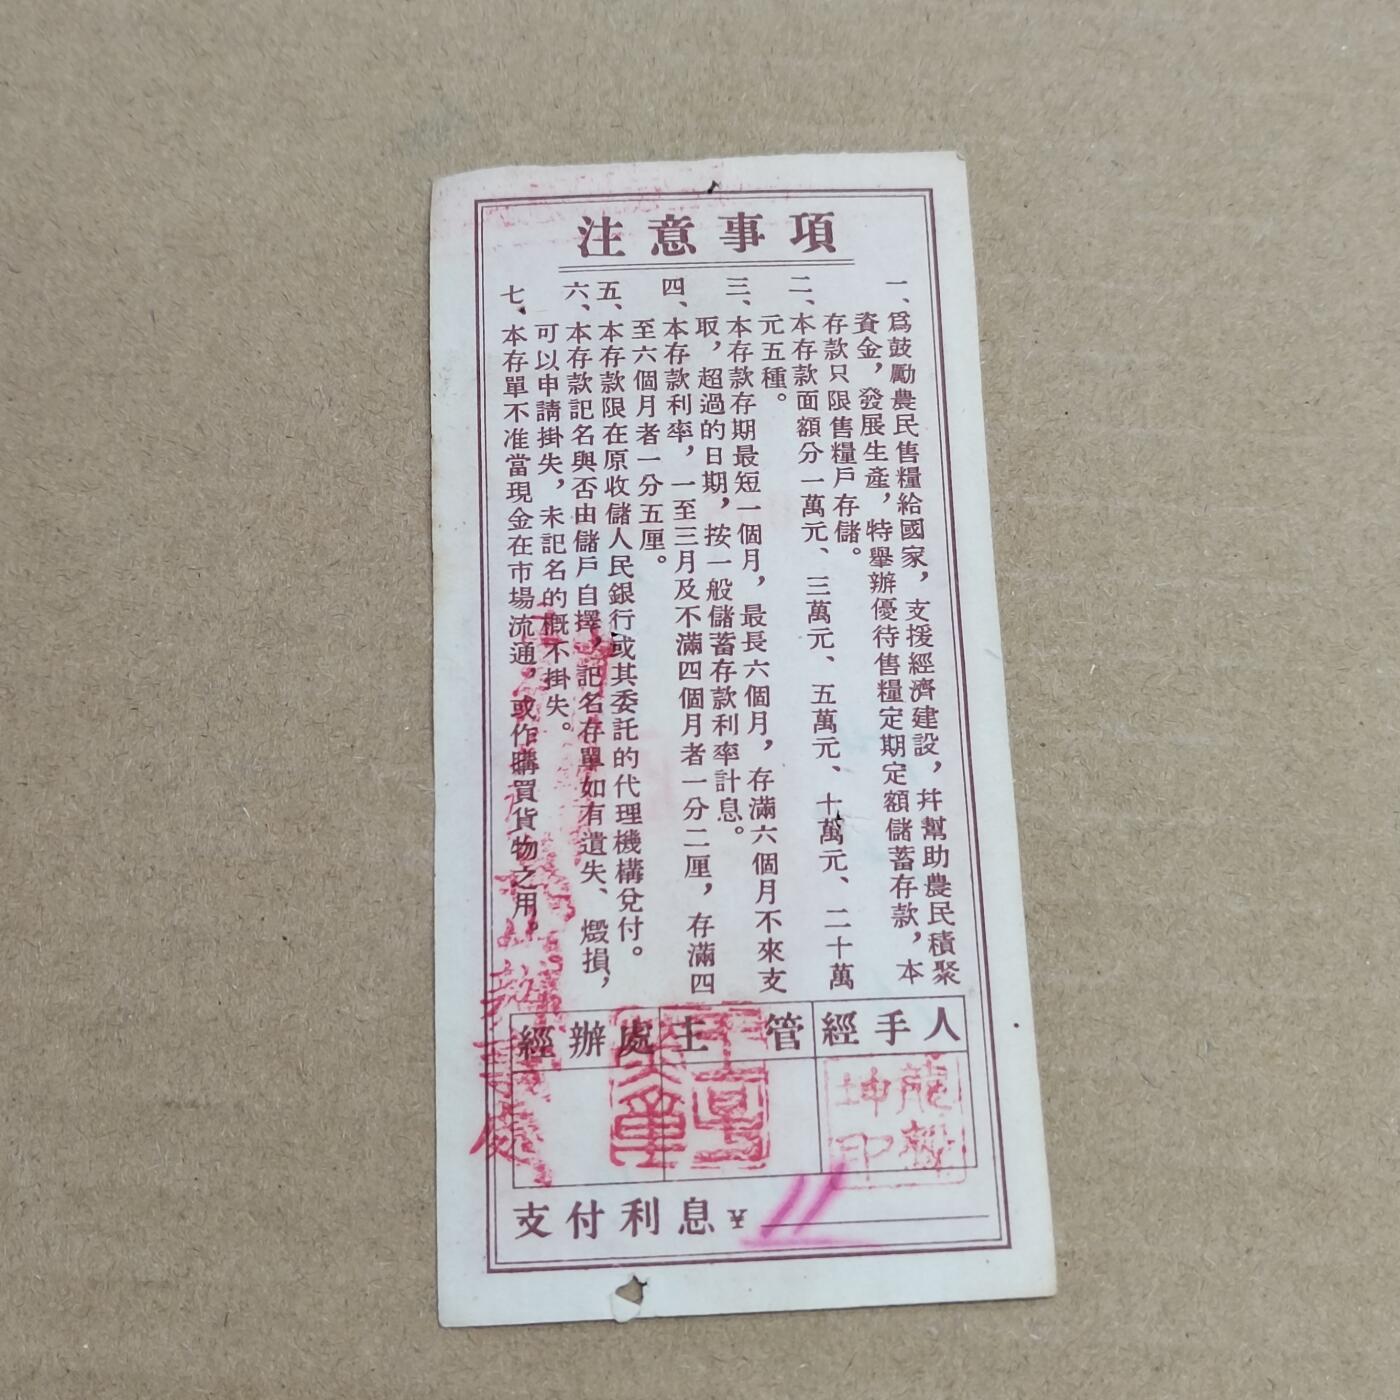 注意事項
一、爲鼓勵農民售糧給國家，支援經濟建設，幷幫助農民積聚
資金，發展生產，特舉辦優待售糧定期定額儲蓄存款，本
存款只限售糧戶存儲。
二、本存款面額分一萬元、三萬元、五萬元、十萬元、二十萬
元五種。
三、本存款存期最短一個月，最長六個月，存滿六個月不來支
取，超過的日期，按一般儲蓄存款利率計息。
四、本存款利率，一至三月及不滿四個月者一分二厘，存滿四
至六個月者一分五厘。
五、本存款限在原收儲人民銀行或其委託的代理機構兌付。
六、本存款記名與否由儲戶自擇，記名存單如有遺失、燬損，
可以申請掛失，未記名的槪不掛失。
七、本存單不准當現金在市場流通，或作購買貨物之用。
經辦處 主管 經手人
支付利息￥ 11